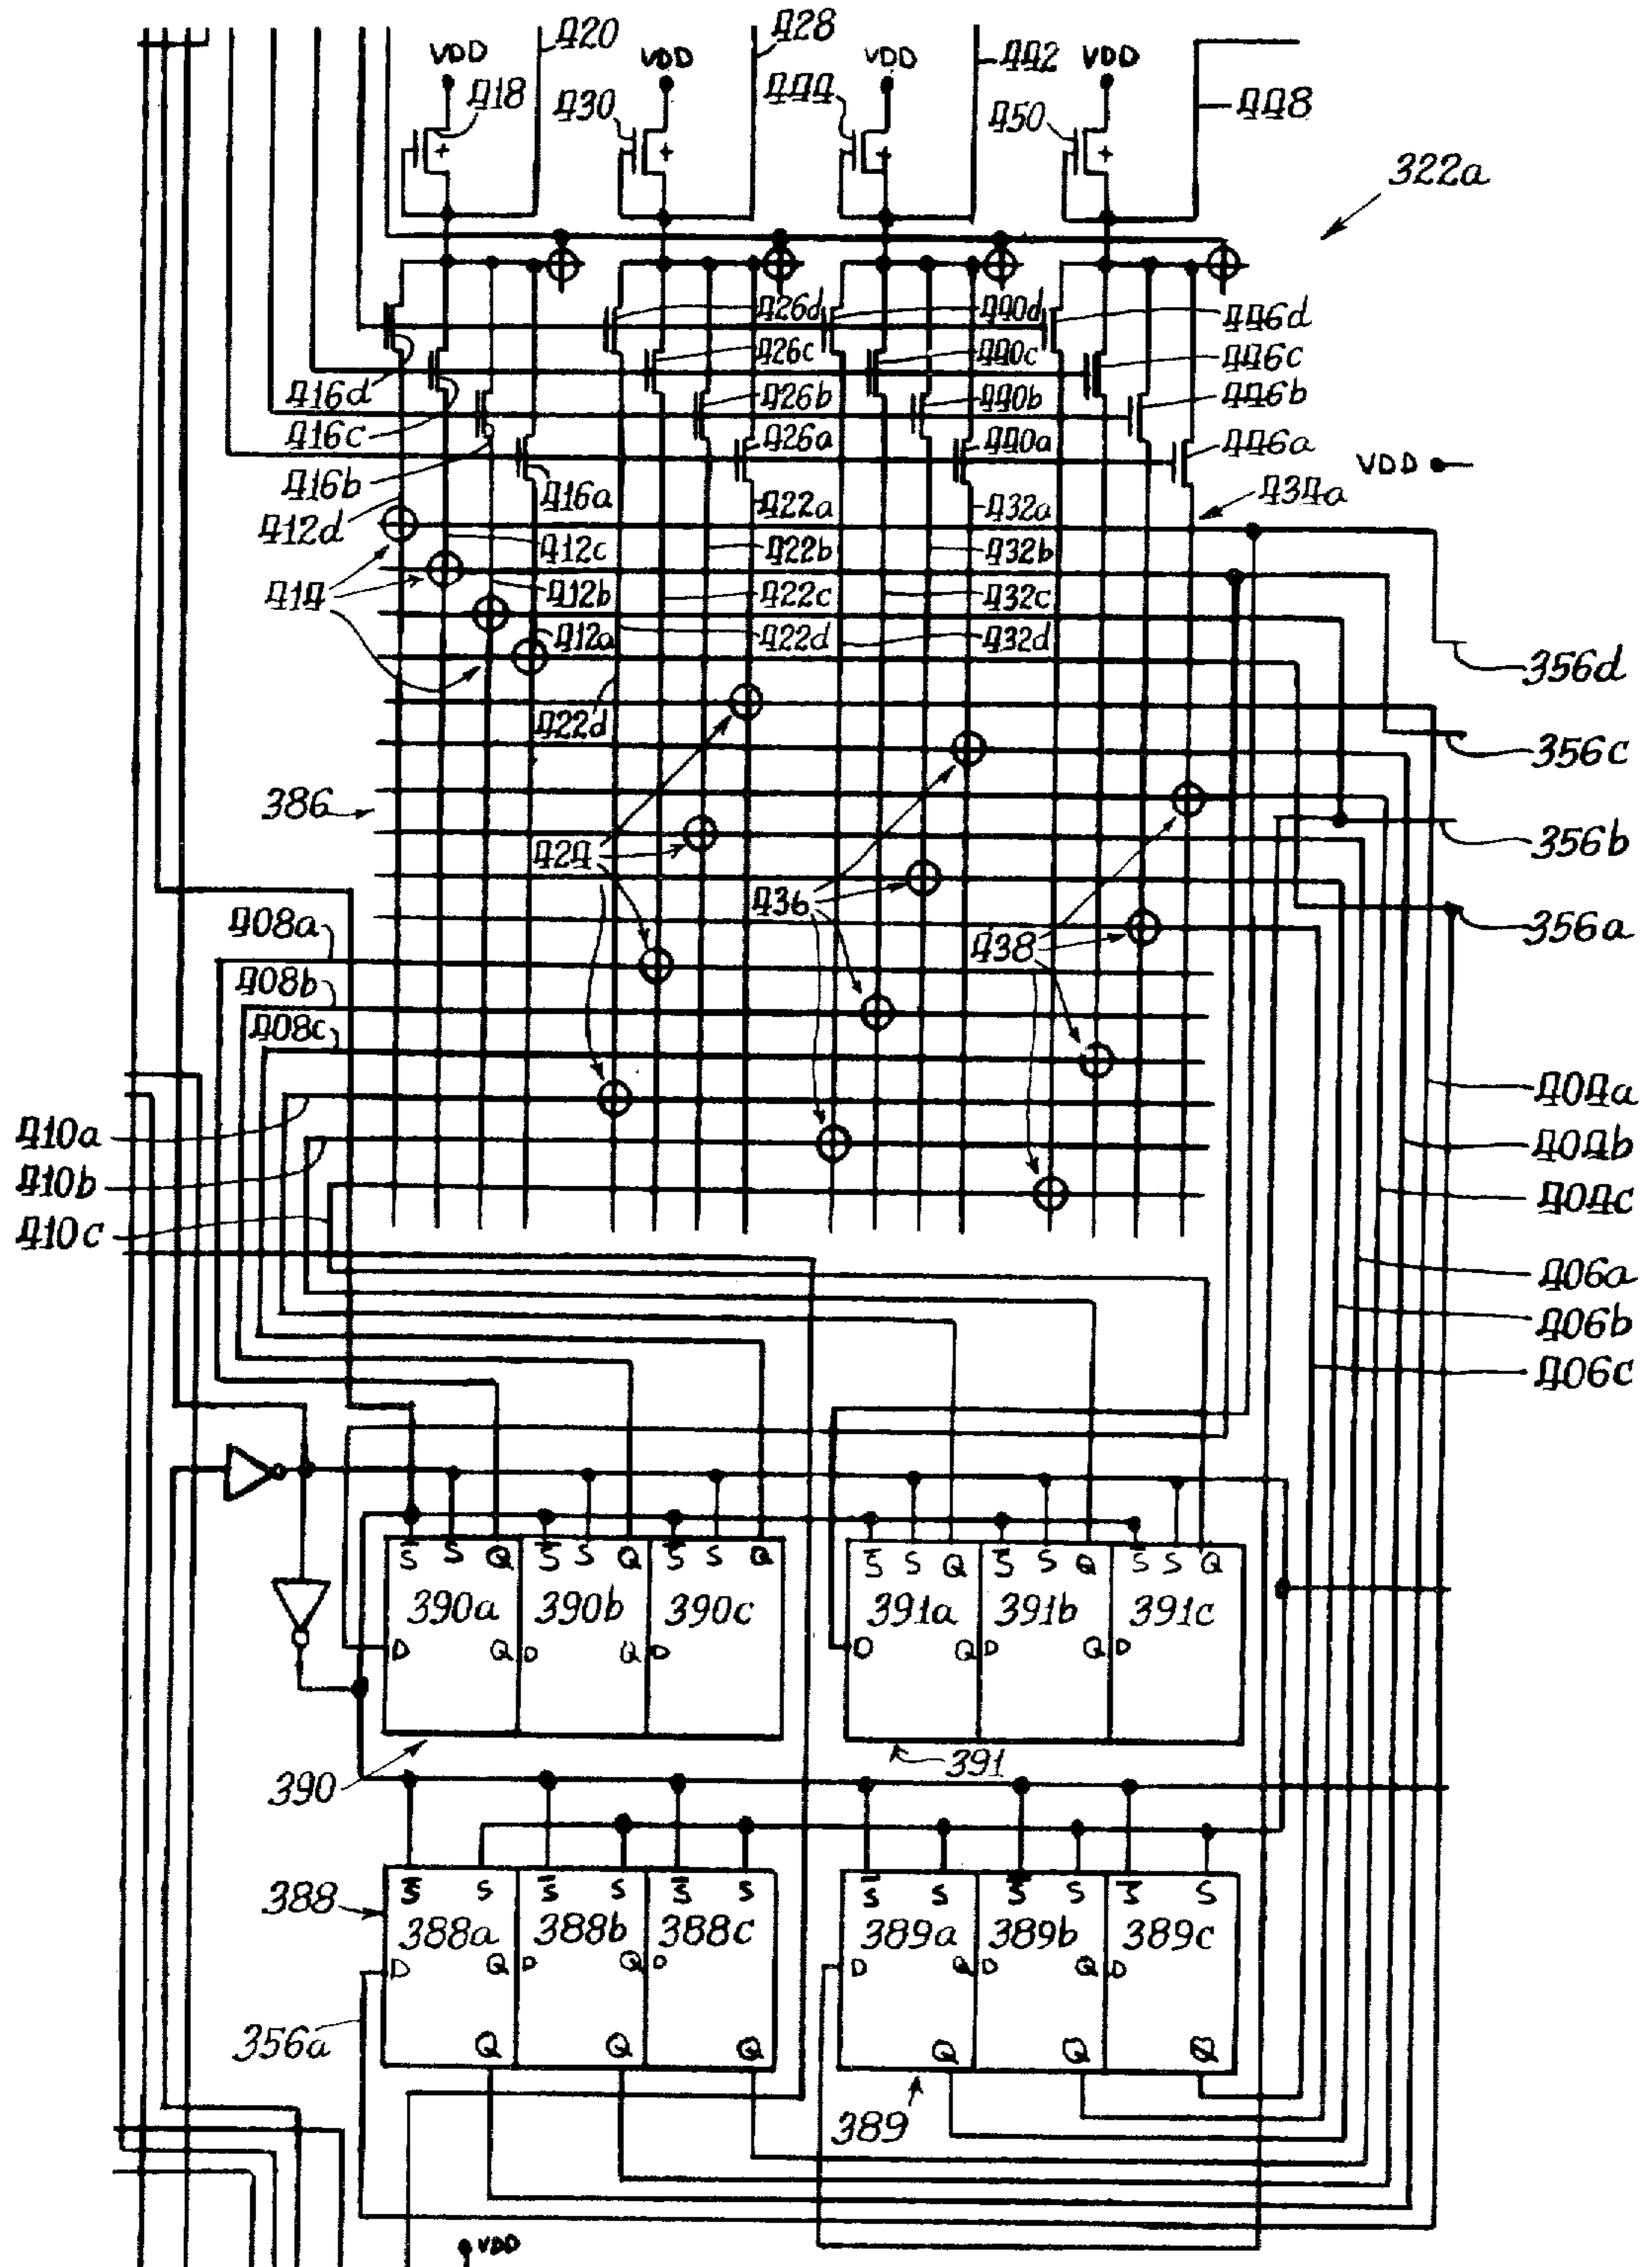 420
428
442
VDD
VDD
VDD
VDD
418
430
444
450
448
322a
426d
440d
446d
426c
440c
446c
416d
426b
440b
446b
416c
426a
440a
446a
VDD
416b
416a
422a
432a
434a
412d
412c
422b
432b
414
412b
422c
432c
412a
422d
432d
356d
422d
356c
386
356b
424
436
408a
438
356a
408b
408c
404a
410a
404b
410b
404c
410c
406a
406b
406c
S̅ S Q S̅ S Q S̅ S Q
S̅ S Q S̅ S Q S̅ S Q
390a 390b 390c
391a 391b 391c
D Q D Q D
D Q D Q D
390
391
S̅ S S̅ S S̅ S
S̅ S S̅ S S̅ S
388
388a 388b 388c
389a 389b 389c
D Q D Q D
D Q D Q D
356a
Q Q Q
Q Q Q
389
VDD